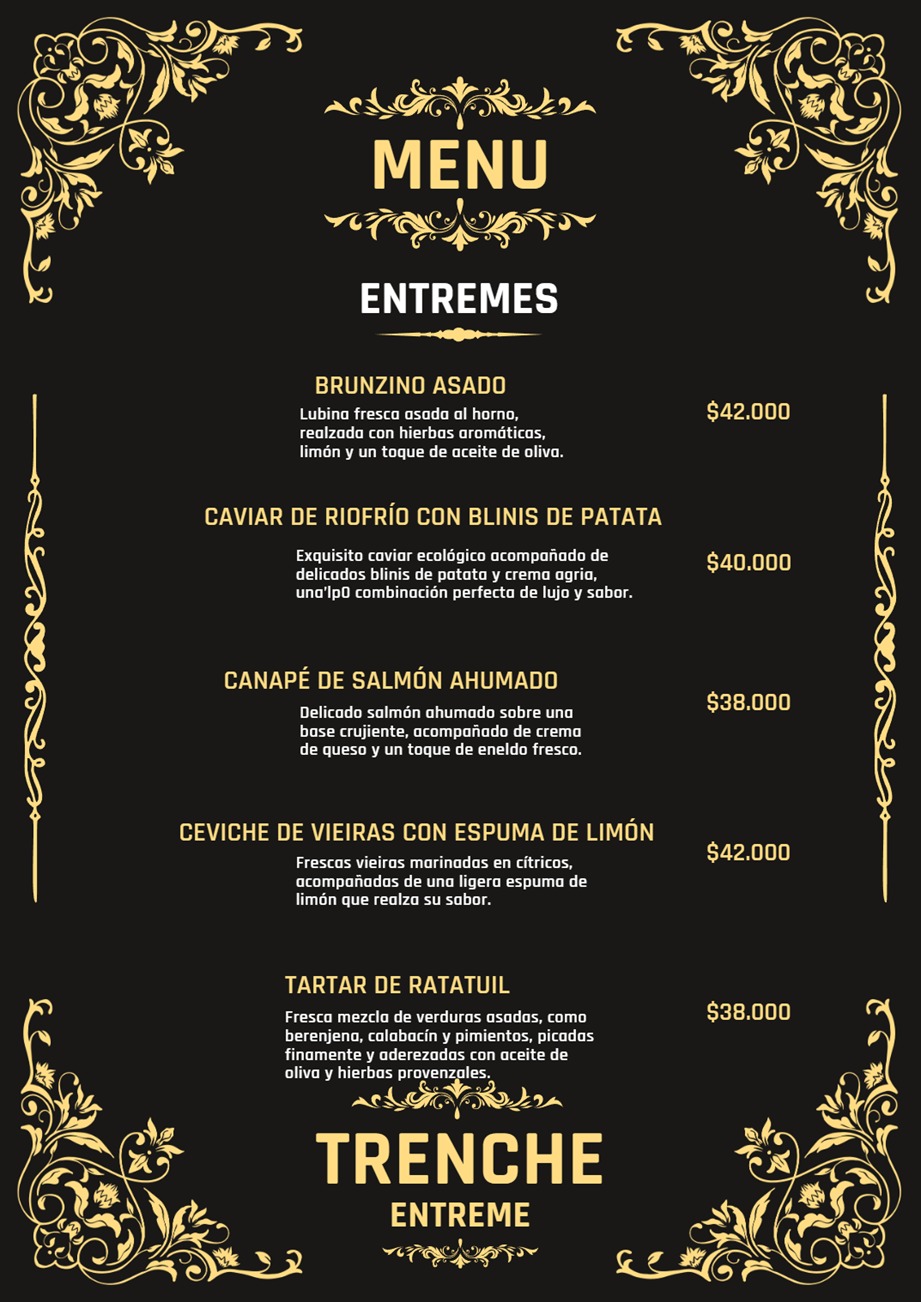 MENU
ENTREMES
BRUNZINO ASADO
Lubina fresca asada al horno,
realzada con hierbas aromáticas,
limón y un toque de aceite de oliva.
$42.000
CAVIAR DE RIOFRÍO CON BLINIS DE PATATA
Exquisito caviar ecológico acompañado de
delicados blinis de patata y crema agria,
una'lp0 combinación perfecta de lujo y sabor.
$40.000
CANAPÉ DE SALMÓN AHUMADO
Delicado salmón ahumado sobre una
base crujiente, acompañado de crema
de queso y un toque de eneldo fresco.
$38.000
CEVICHE DE VIEIRAS CON ESPUMA DE LIMÓN
Frescas vieiras marinadas en cítricos,
acompañadas de una ligera espuma de
limón que realza su sabor.
$42.000
TARTAR DE RATATUIL
Fresca mezcla de verduras asadas, como
berenjena, calabacín y pimientos, picadas
finamente y aderezadas con aceite de
oliva y hierbas provenzales.
$38.000
TRENCHE
ENTREME